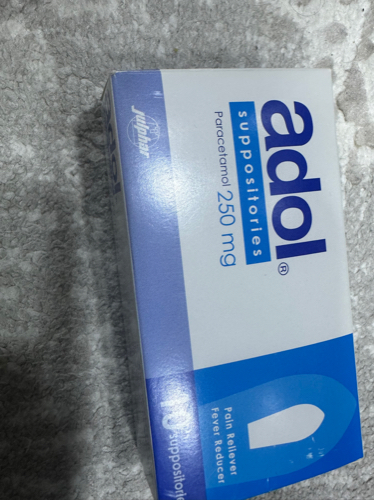 Julphar
adol®
suppositories
Paracetamol 250 mg
Pain Reliever
Fever Reducer
10 suppositories